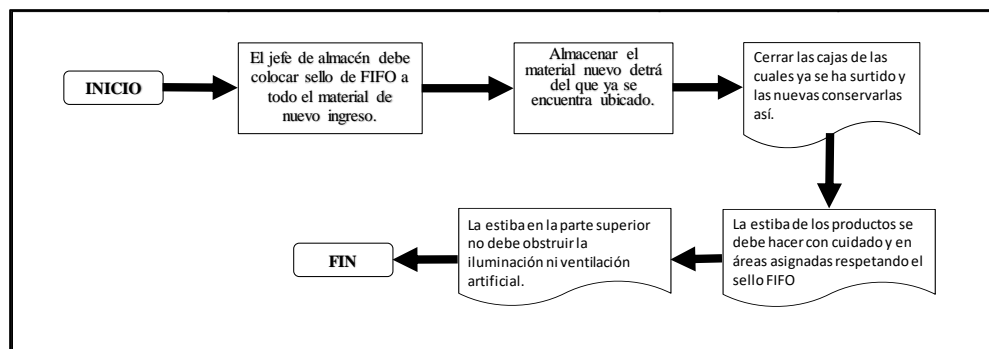 INICIO
El jefe de almacén debe
colocar sello de FIFO a
todo el material de
nuevo ingreso.
Almacenar el
material nuevo detrá
del que ya se
encuentra ubicado.
Cerrar las cajas de las
cuales ya se ha surtido y
las nuevas conservarlas
así.
La estiba de los productos se
debe hacer con cuidado y en
áreas asignadas respetando el
sello FIFO
La estiba en la parte superior
no debe obstruir la
iluminación ni ventilación
artificial.
FIN